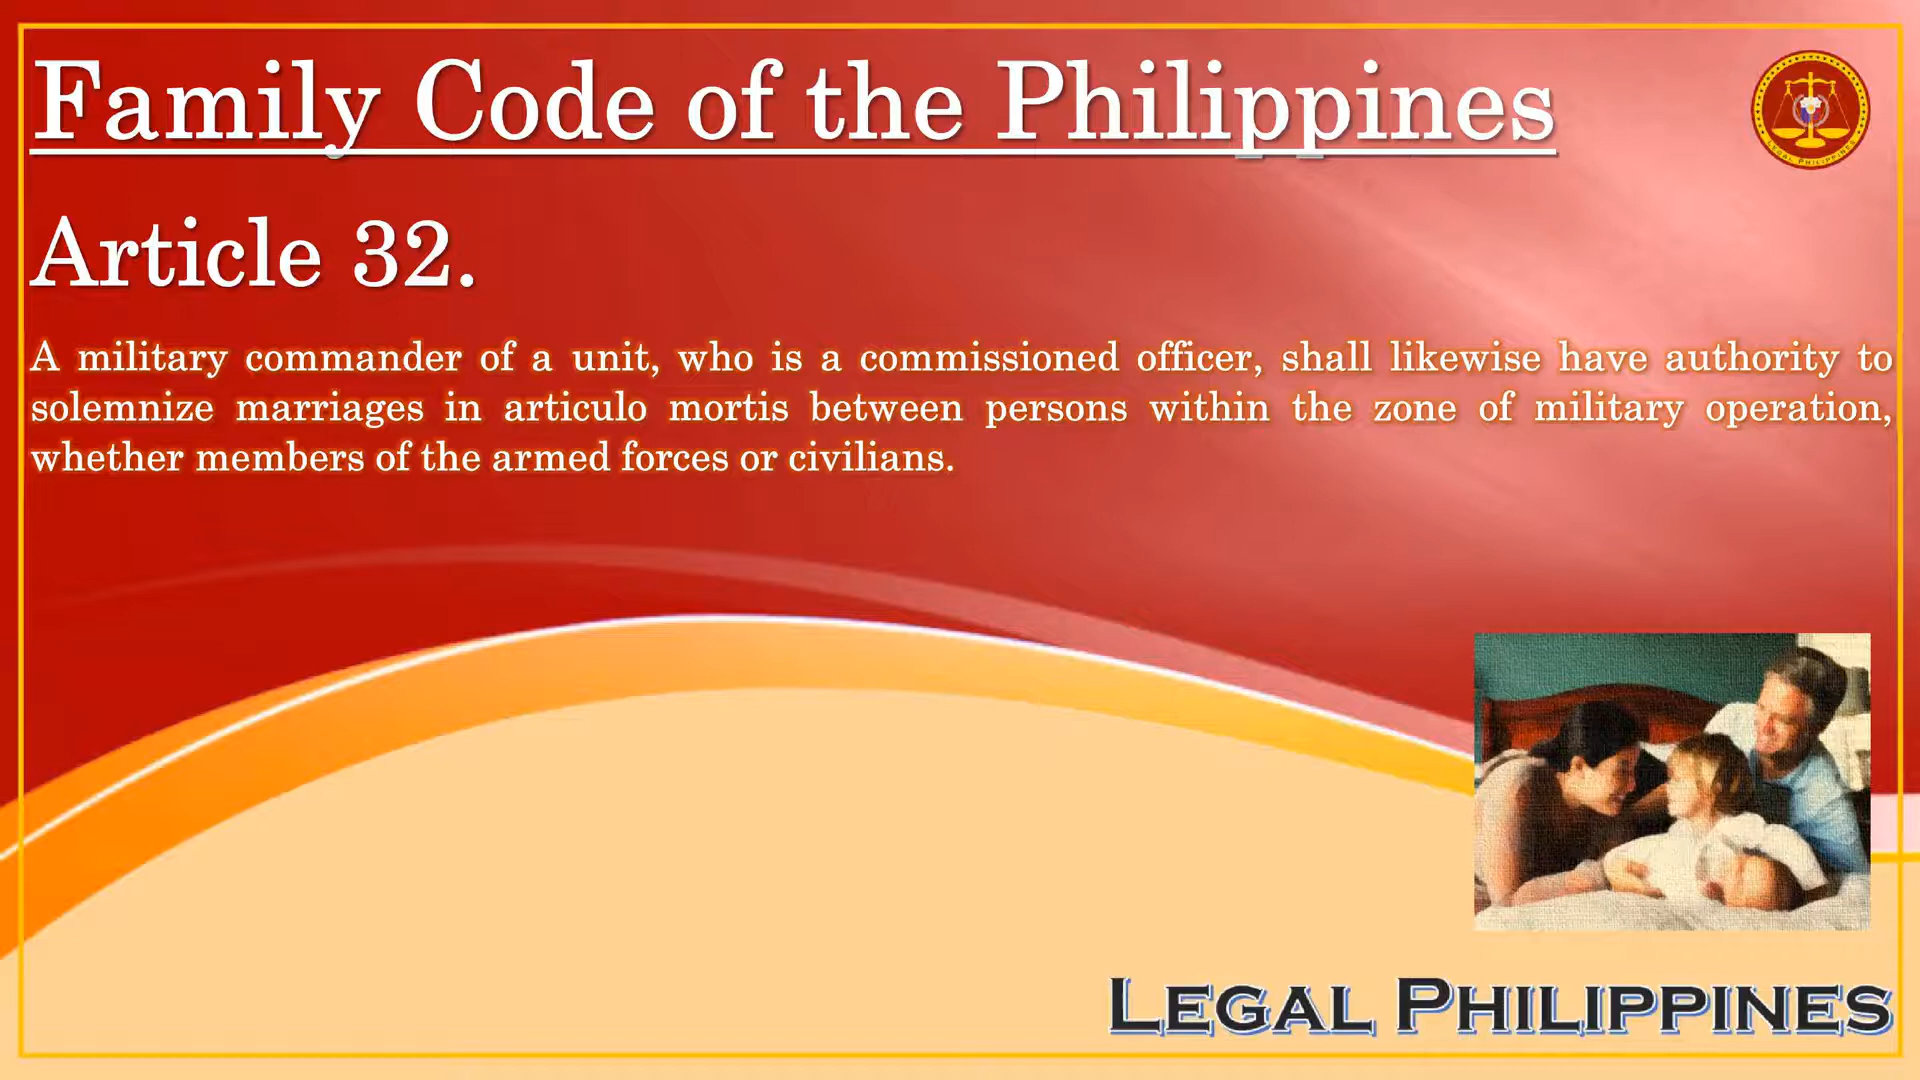 Family Code of the Philippines
LEGAL PHILIPPINES
Article 32.
A military commander of a unit, who is a commissioned officer, shall likewise have authority to
solemnize marriages in articulo mortis between persons within the zone of military operation,
whether members of the armed forces or civilians.
LEGAL PHILIPPINES